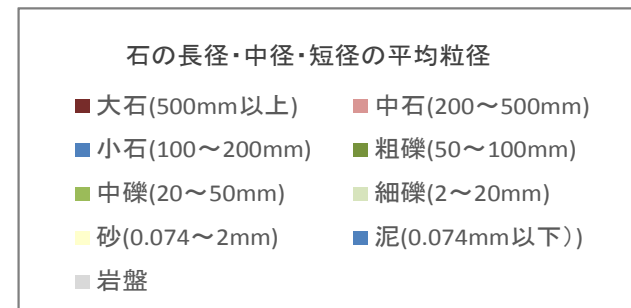 石の長径・中径・短径の平均粒径
大石(500mm以上) 中石(200～500mm)
小石(100～200mm) 粗礫(50～100mm)
中礫(20～50mm) 細礫(2～20mm)
砂(0.074～2mm) 泥(0.074mm以下）)
岩盤